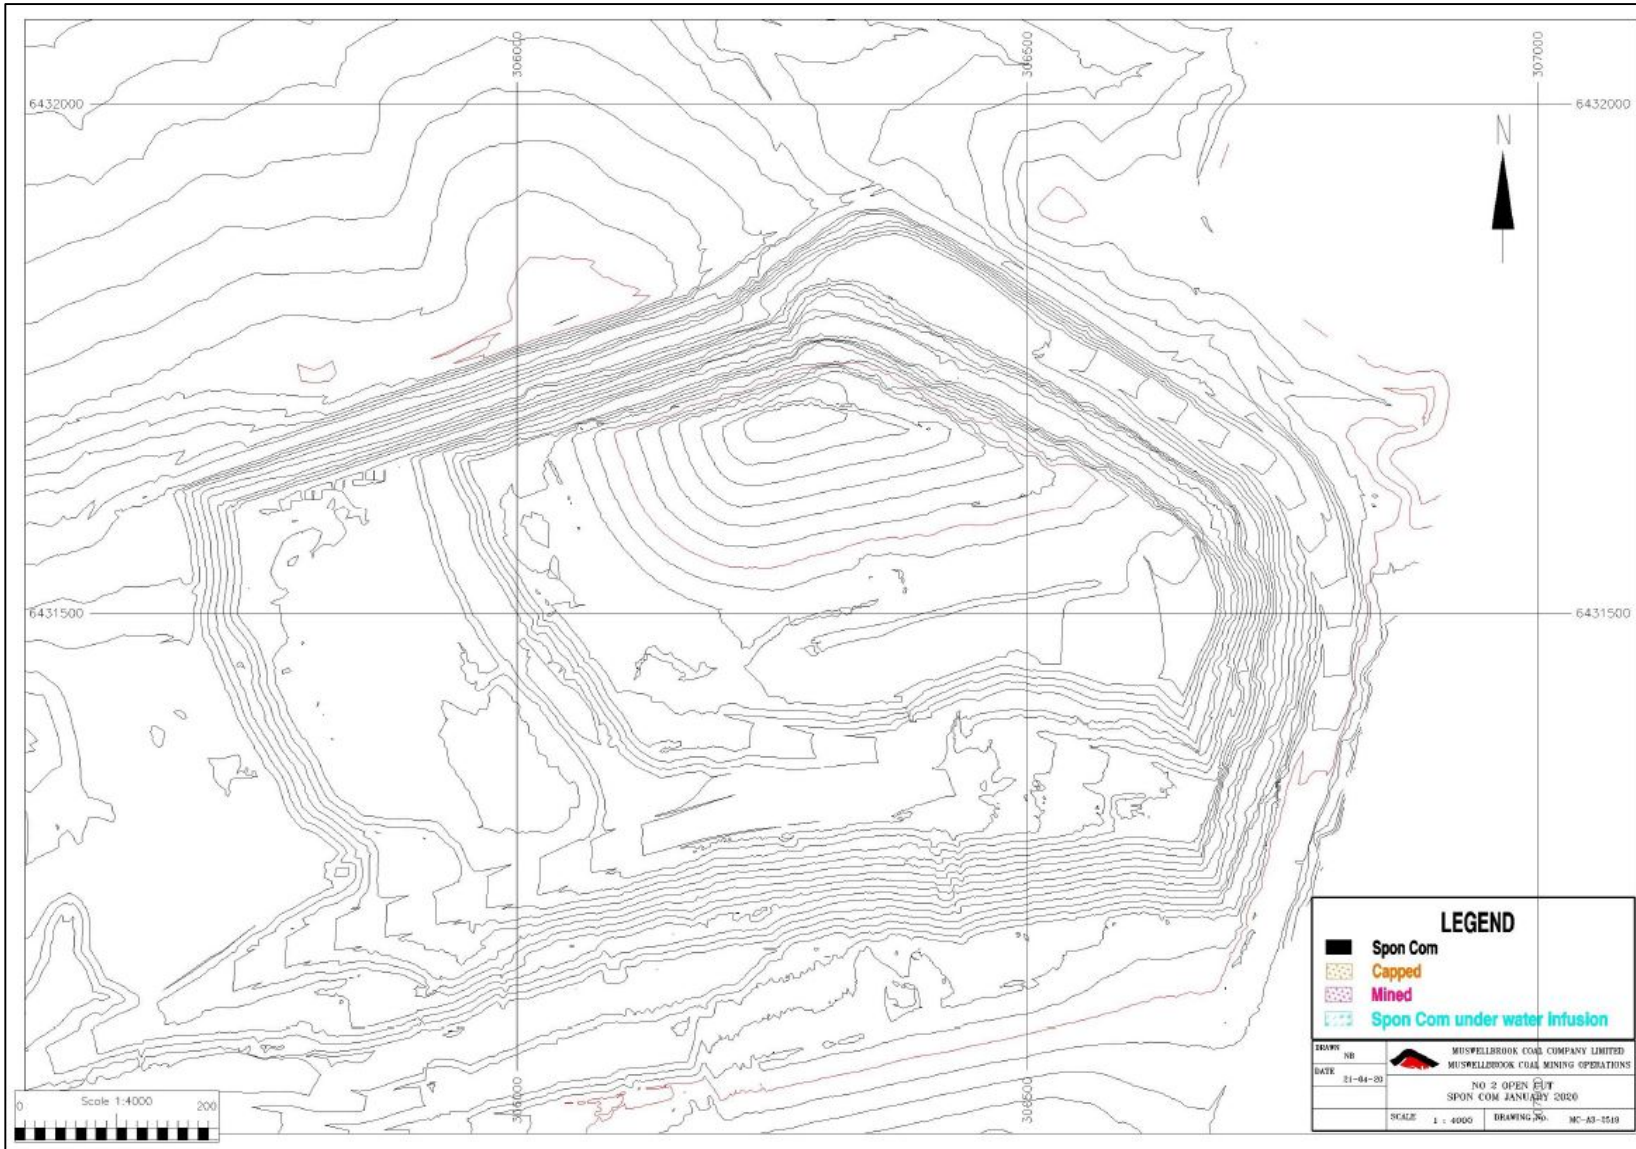 306000
306500
307000
6432000
6432000
N
6431500
6431500
LEGEND
Spon Com
Capped
Mined
Spon Com under water infusion
DRAWN
NB
DATE
21-04-20
MUSWELLBROOK COAL COMPANY LIMITED
MUSWELLBROOK COAL MINING OPERATIONS
NO 2 OPEN CUT
SPON COM JANUARY 2020
SCALE
1 : 4000
DRAWING No.
306000
306500
0
Scale 1:4000
200